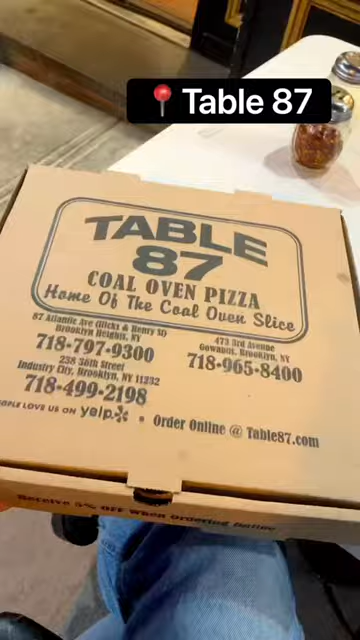 📍 Table 87
TABLE
87
COAL OVEN PIZZA
Home Of The Coal Oven Slice
87 Atlantic Ave (Hicks & Henry St)
Brooklyn Heights, NY
718•797•9300
473 3rd Avenue
Gowanus, Brooklyn, NY
718•965•8400
238 36th Street
Industry City, Brooklyn, NY 11232
718•499•2198
PEOPLE LOVE US ON yelp • Order Online @ Table87.com
Receive 5% OFF when ordering Online